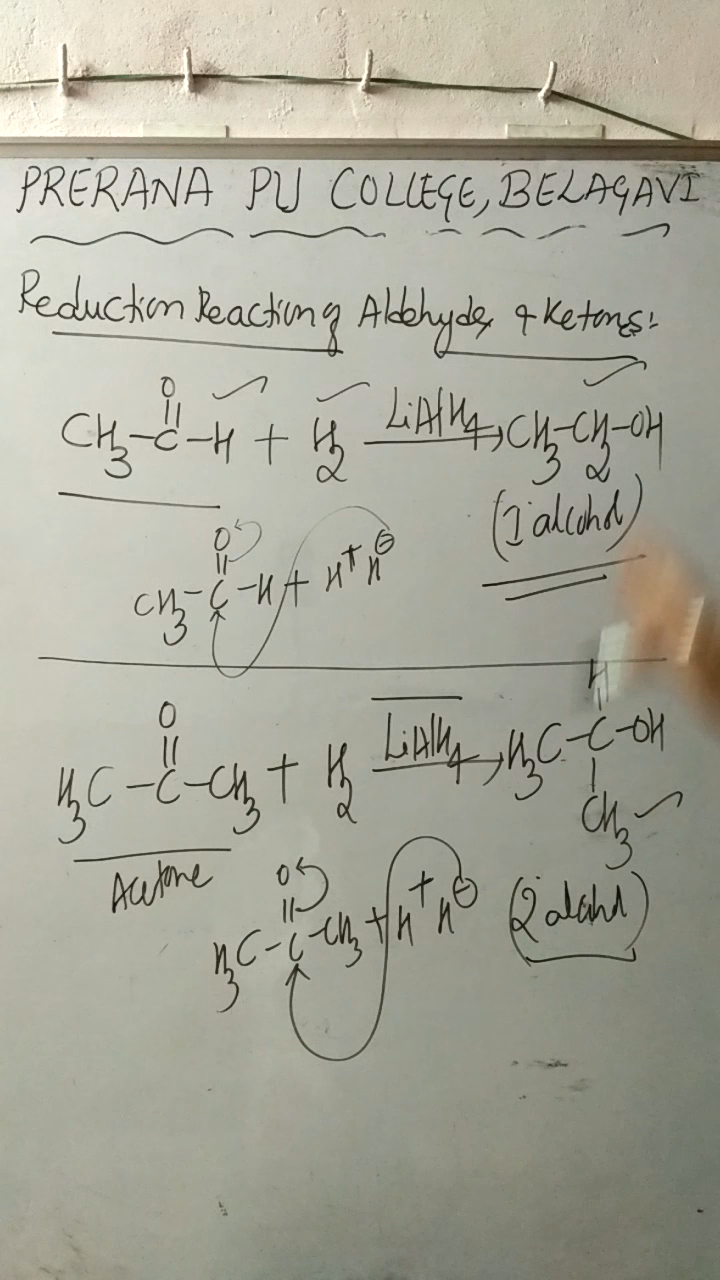 PRERANA PU COLLEGE, BELAGAVI
Reduction Reaction of Aldehydes & Ketones:
O
CH3–C–H + H2 LiAlH4 CH3–CH2–OH
(1° alcohol)
O
CH3–C–H + H+ H⊖
H
O
H3C–C–CH3 + H2 LiAlH4 H3C–C–OH
CH3
Acetone
O
H3C–C–CH3 + H+ H⊖ (2° alcohol)